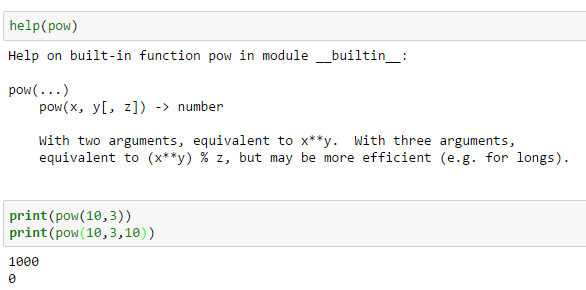 help(pow)
Help on built-in function pow in module __builtin__:
pow(...)
pow(x, y[, z]) -> number
With two arguments, equivalent to x**y.  With three arguments,
equivalent to (x**y) % z, but may be more efficient (e.g. for longs).
print(pow(10,3))
print(pow(10,3,10))
1000
0